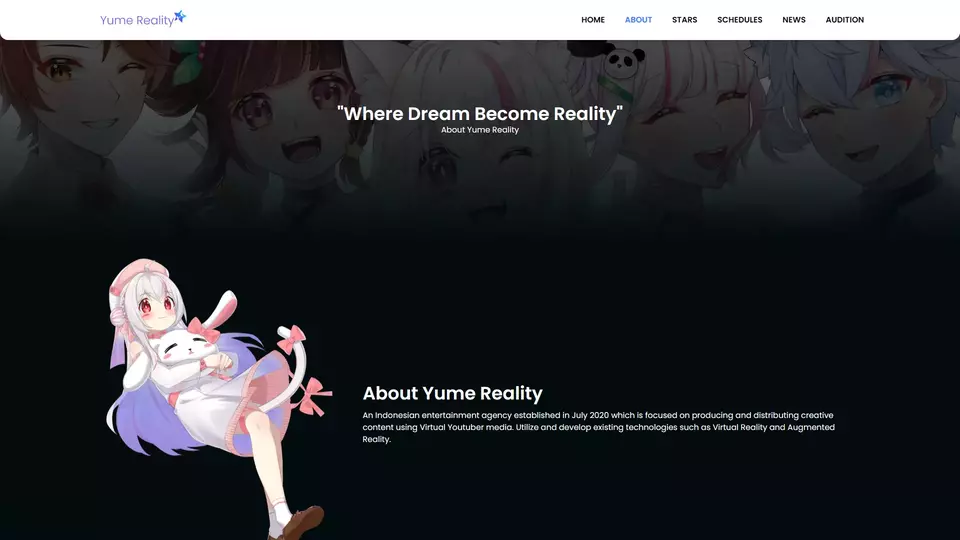 Yume Reality
HOME
ABOUT
STARS
SCHEDULES
NEWS
AUDITION
"Where Dream Become Reality"
About Yume Reality
About Yume Reality
An Indonesian entertainment agency established in July 2020 which is focused on producing and distributing creative
content using Virtual Youtuber media. Utilize and develop existing technologies such as Virtual Reality and Augmented
Reality.